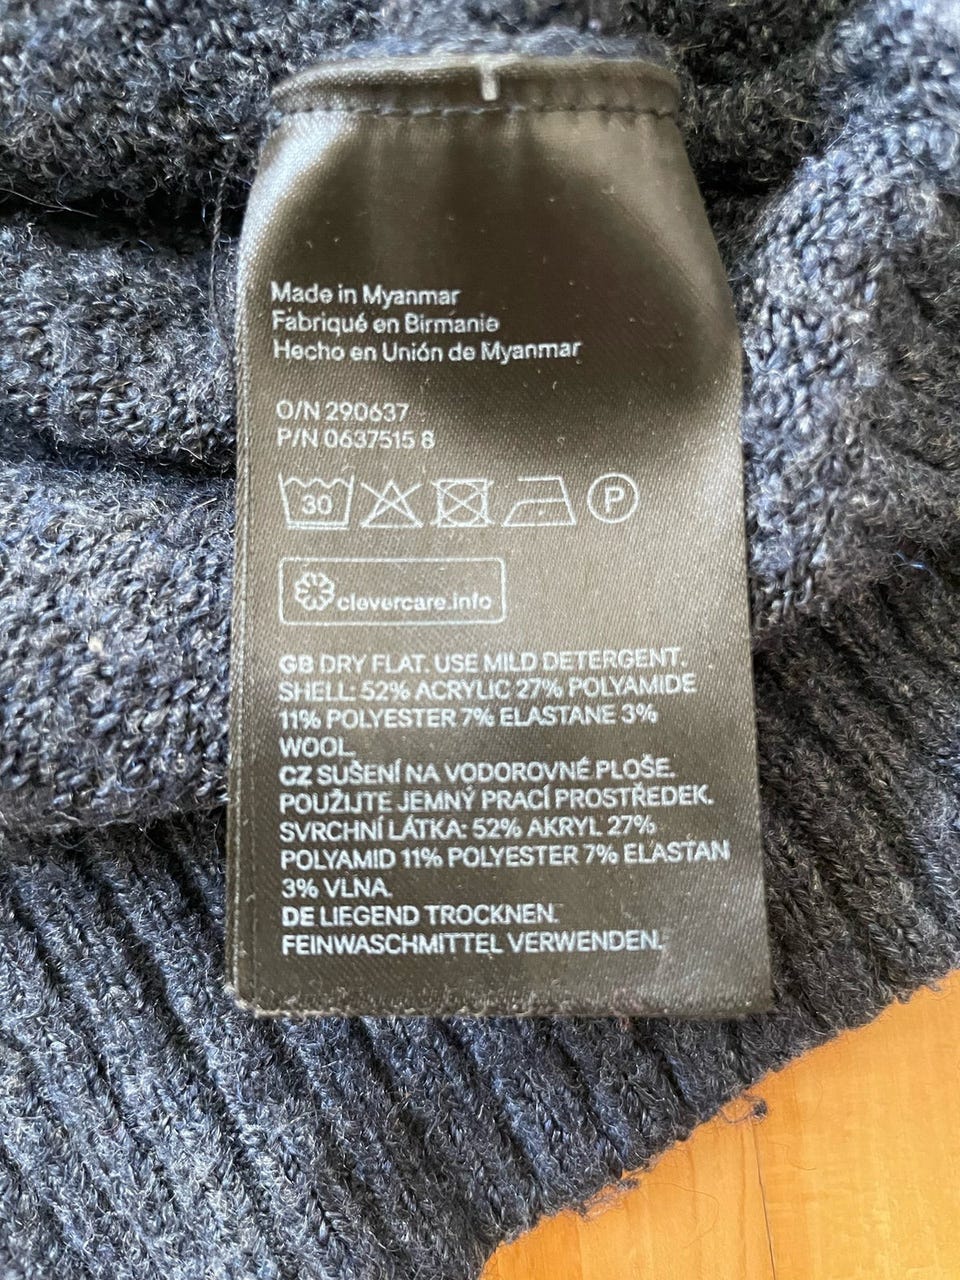 Made in Myanmar
Fabriqué en Birmanie
Hecho en Unión de Myanmar
O/N 290637
P/N 0637515 8
30 P
clevercare.info
GB DRY FLAT. USE MILD DETERGENT.
SHELL: 52% ACRYLIC 27% POLYAMIDE
11% POLYESTER 7% ELASTANE 3%
WOOL.
CZ SUŠENÍ NA VODOROVNÉ PLOŠE.
POUŽIJTE JEMNÝ PRACÍ PROSTŘEDEK.
SVRCHNÍ LÁTKA: 52% AKRYL 27%
POLYAMID 11% POLYESTER 7% ELASTAN
3% VLNA.
DE LIEGEND TROCKNEN.
FEINWASCHMITTEL VERWENDEN.